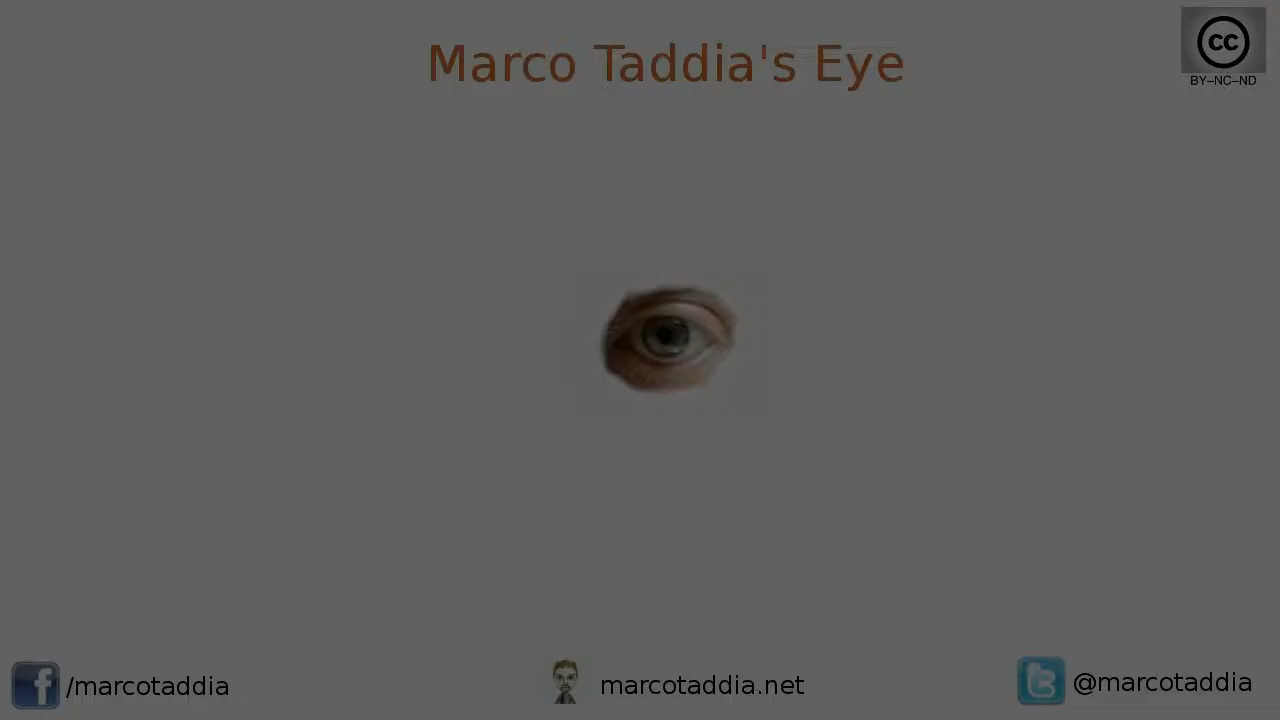 Marco Taddia's Eye
CC
BY–NC–ND
f /marcotaddia
marcotaddia.net
t @marcotaddia